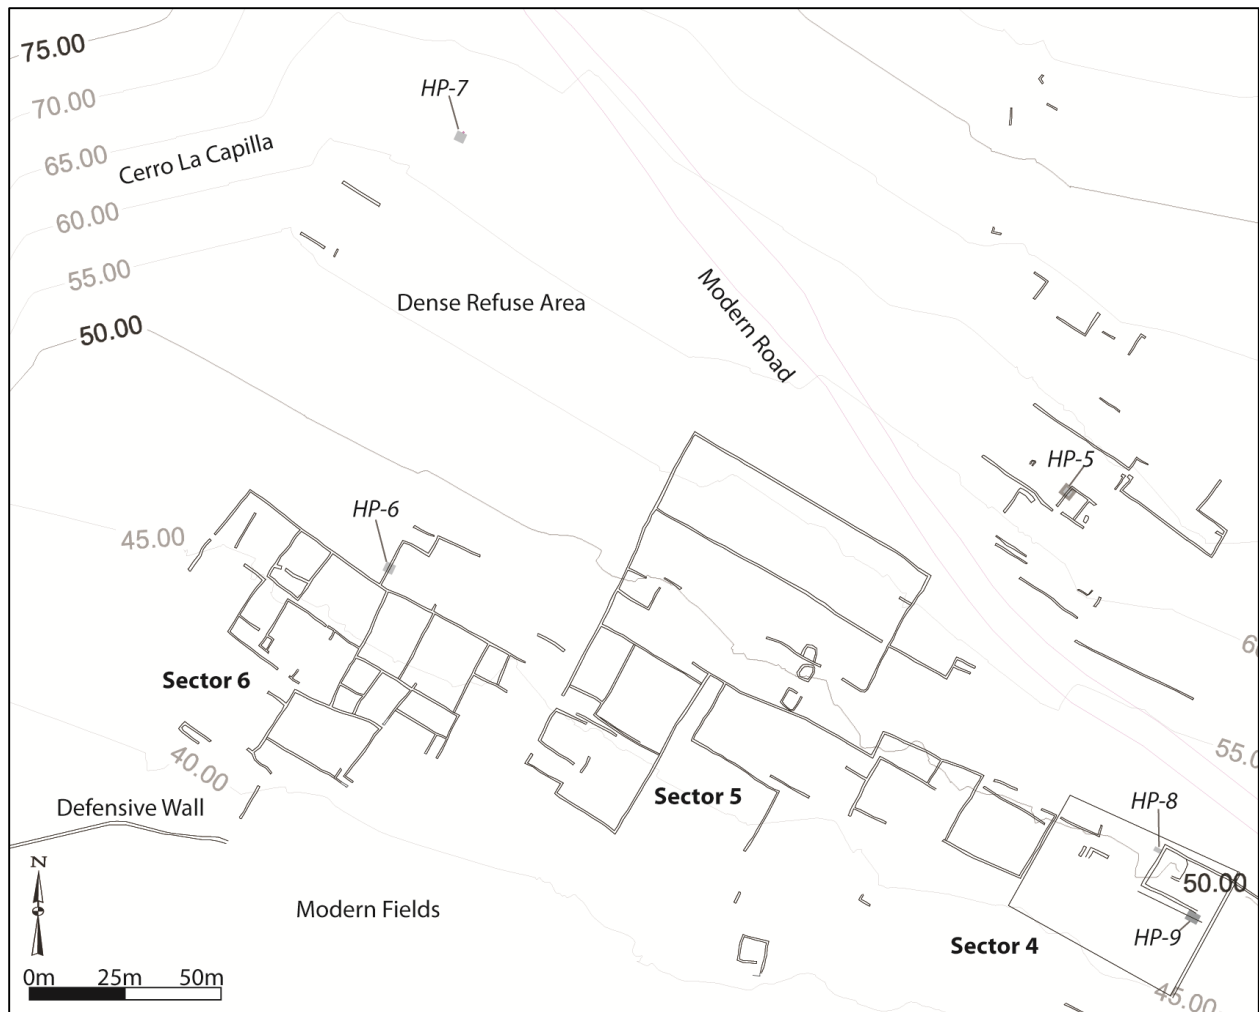 75.00
HP-7
70.00
65.00
Cerro La Capilla
60.00
55.00
Dense Refuse Area
Modern Road
50.00
HP-5
HP-6
45.00
Sector 6
55.0
40.00
Sector 5
Defensive Wall
HP-8
50.00
N
Modern Fields
HP-9
Sector 4
0m 25m 50m
45.00